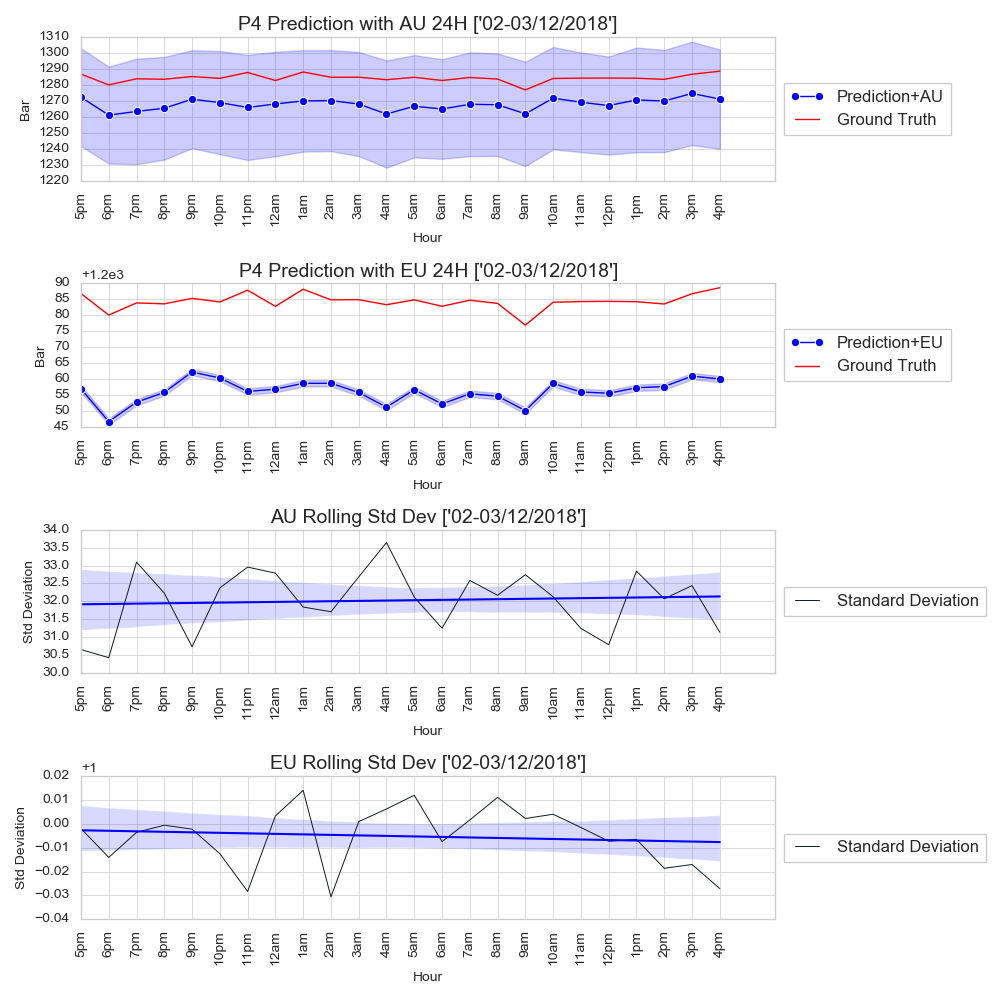 P4 Prediction with AU 24H ['02-03/12/2018']
1310
1300
1290
1280
1270
1260
1250
1240
1230
1220
Bar
5pm 6pm 7pm 8pm 9pm 10pm 11pm 12am 1am 2am 3am 4am 5am 6am 7am 8am 9am 10am 11am 12pm 1pm 2pm 3pm 4pm
Hour
Prediction+AU
Ground Truth
P4 Prediction with EU 24H ['02-03/12/2018']
+1.2e3
90
85
80
75
70
65
60
55
50
45
Bar
5pm 6pm 7pm 8pm 9pm 10pm 11pm 12am 1am 2am 3am 4am 5am 6am 7am 8am 9am 10am 11am 12pm 1pm 2pm 3pm 4pm
Hour
Prediction+EU
Ground Truth
AU Rolling Std Dev ['02-03/12/2018']
34.0
33.5
33.0
32.5
32.0
31.5
31.0
30.5
30.0
Std Deviation
5pm 6pm 7pm 8pm 9pm 10pm 11pm 12am 1am 2am 3am 4am 5am 6am 7am 8am 9am 10am 11am 12pm 1pm 2pm 3pm 4pm
Hour
Standard Deviation
EU Rolling Std Dev ['02-03/12/2018']
+1
0.02
0.01
0.00
−0.01
−0.02
−0.03
−0.04
Std Deviation
5pm 6pm 7pm 8pm 9pm 10pm 11pm 12am 1am 2am 3am 4am 5am 6am 7am 8am 9am 10am 11am 12pm 1pm 2pm 3pm 4pm
Hour
Standard Deviation